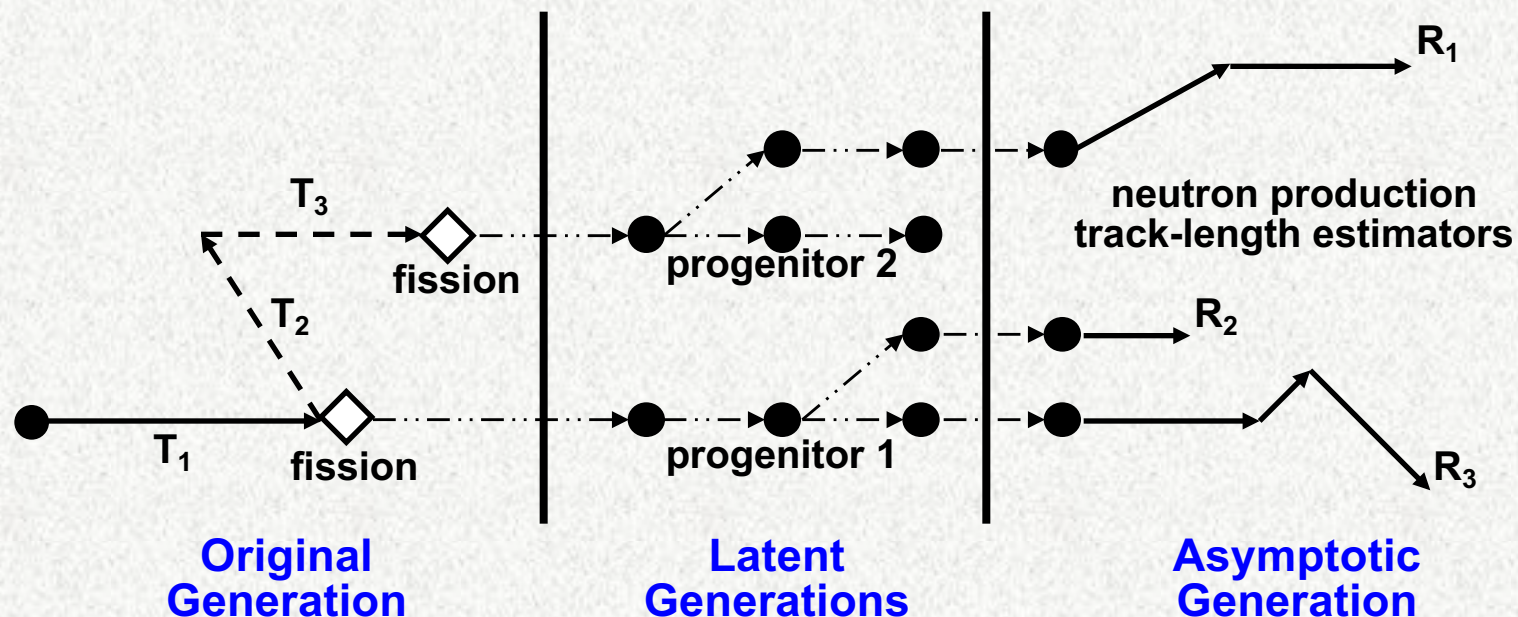 R₁
T₃
neutron production
track-length estimators
fission
progenitor 2
T₂
R₂
T₁
fission
progenitor 1
R₃
Original
Generation
Latent
Generations
Asymptotic
Generation